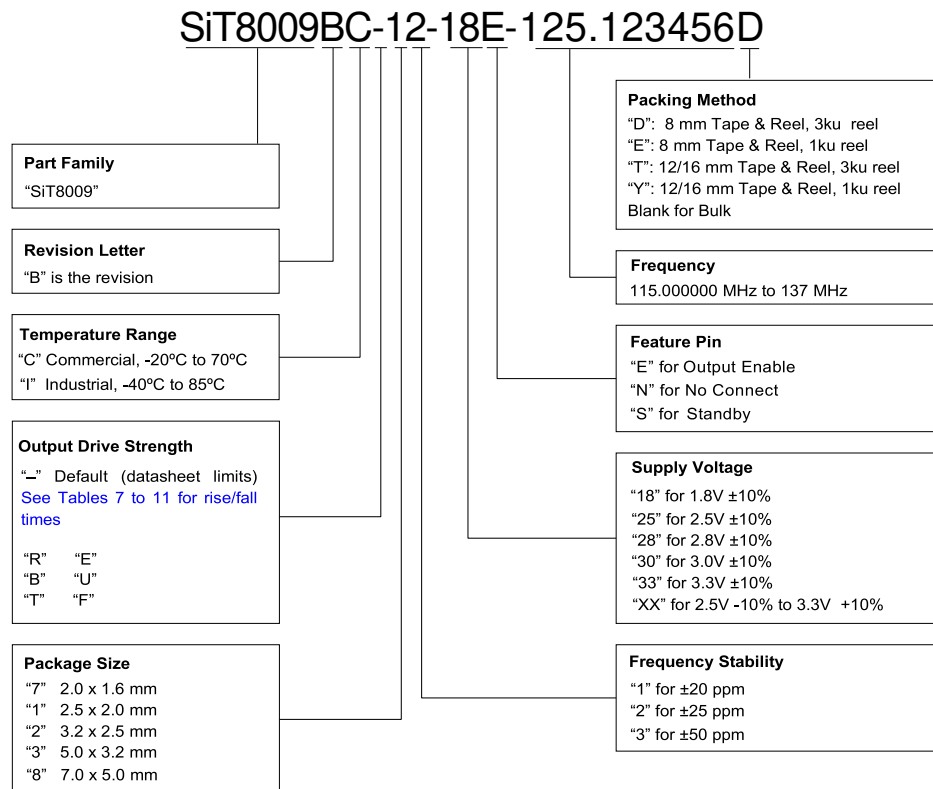 SiT8009BC-12-18E-125.123456D
Part Family
“SiT8009”
Revision Letter
“B” is the revision
Temperature Range
“C” Commercial, -20ºC to 70ºC
“I” Industrial, -40ºC to 85ºC
Output Drive Strength
“–” Default (datasheet limits)
See Tables 7 to 11 for rise/fall
times
“R” “E”
“B” “U”
“T” “F”
Package Size
“7” 2.0 x 1.6 mm
“1” 2.5 x 2.0 mm
“2” 3.2 x 2.5 mm
“3” 5.0 x 3.2 mm
“8” 7.0 x 5.0 mm
Packing Method
“D”: 8 mm Tape & Reel, 3ku reel
“E”: 8 mm Tape & Reel, 1ku reel
“T”: 12/16 mm Tape & Reel, 3ku reel
“Y”: 12/16 mm Tape & Reel, 1ku reel
Blank for Bulk
Frequency
115.000000 MHz to 137 MHz
Feature Pin
“E” for Output Enable
“N” for No Connect
“S” for Standby
Supply Voltage
“18” for 1.8V ±10%
“25” for 2.5V ±10%
“28” for 2.8V ±10%
“30” for 3.0V ±10%
“33” for 3.3V ±10%
“XX” for 2.5V -10% to 3.3V +10%
Frequency Stability
“1” for ±20 ppm
“2” for ±25 ppm
“3” for ±50 ppm